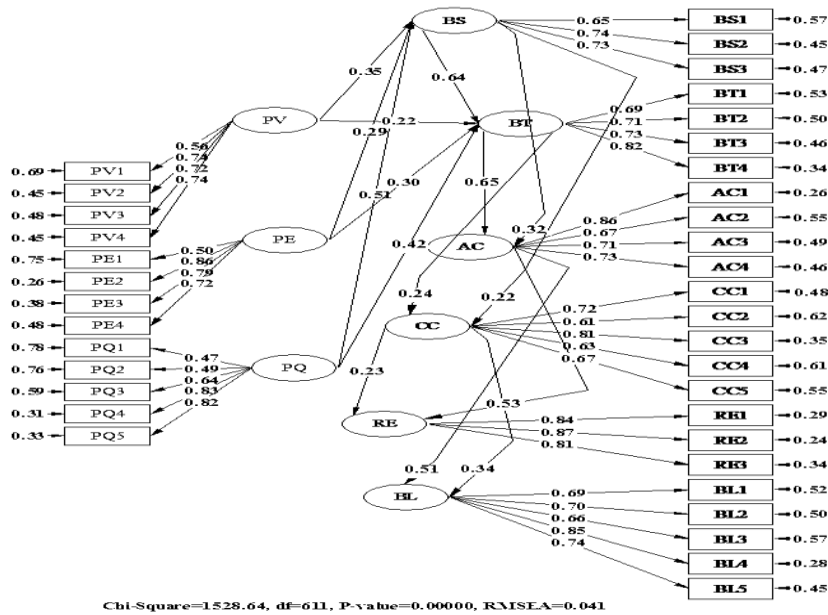 BS 0.65 BS1 0.57
0.74 BS2 0.45
0.73 BS3 0.47
0.35
0.64
BT1 0.53
0.69
PV 0.22 BT 0.71 BT2 0.50
0.29 0.73 BT3 0.46
0.56 0.82
0.69 PV1 0.74 BT4 0.34
0.72
0.45 PV2 0.74 0.30 0.65 AC1 0.26
0.51
0.48 PV3 0.86
0.32 0.67 AC2 0.55
0.45 PV4 PE 0.42 AC 0.71 AC3 0.49
0.50 0.73
0.75 PE1 0.86 AC4 0.46
0.26 PE2 0.79
0.72 0.24 0.22 0.72 CC1 0.48
0.38 PE3 0.61
CC 0.81 CC2 0.62
0.48 PE4 0.63 CC3 0.35
0.78 PQ1 0.47 0.67
0.49 CC4 0.61
0.76 PQ2 0.64 PQ 0.23
0.83 CC5 0.55
0.59 PQ3 0.82 0.53
0.31 PQ4 RE 0.84 RE1 0.29
0.33 PQ5 0.87 RE2 0.24
0.81
RE3 0.34
0.51 0.34
BL 0.69 BL1 0.52
0.70
0.66 BL2 0.50
0.85 BL3 0.57
0.74
BL4 0.28
BL5 0.45
Chi-Square=1528.64, df=611, P-value=0.00000, RMSEA=0.041